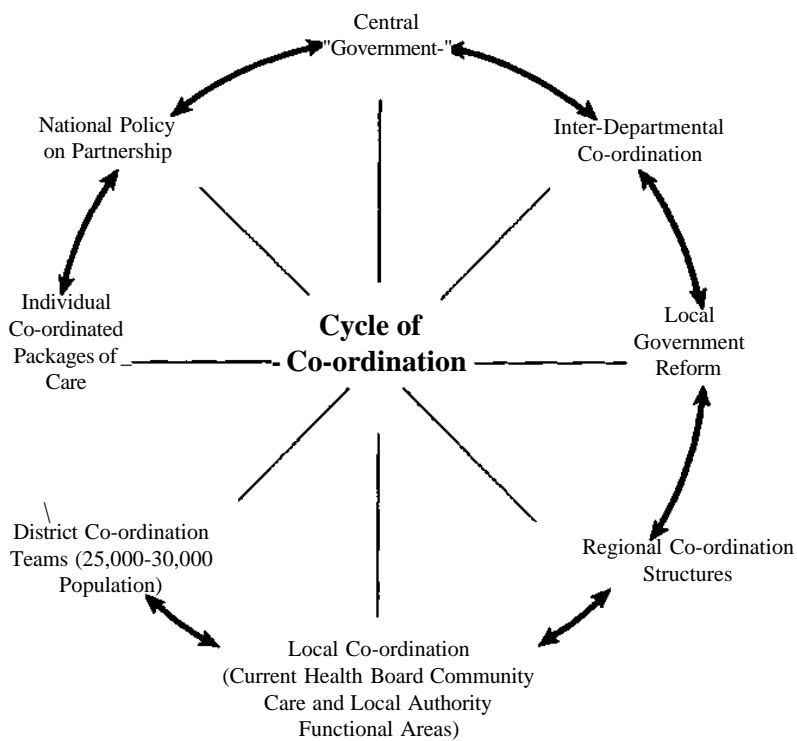 Central
"Government-"
National Policy
on Partnership
Inter-Departmental
Co-ordination
Individual
Co-ordinated
Packages of _
Care
Cycle of
- Co-ordination
Local
Government
Reform
\
District Co-ordination
Teams (25,000-30,000
Population)
Regional Co-ordination
Structures
Local Co-ordination
(Current Health Board Community
Care and Local Authority
Functional Areas)